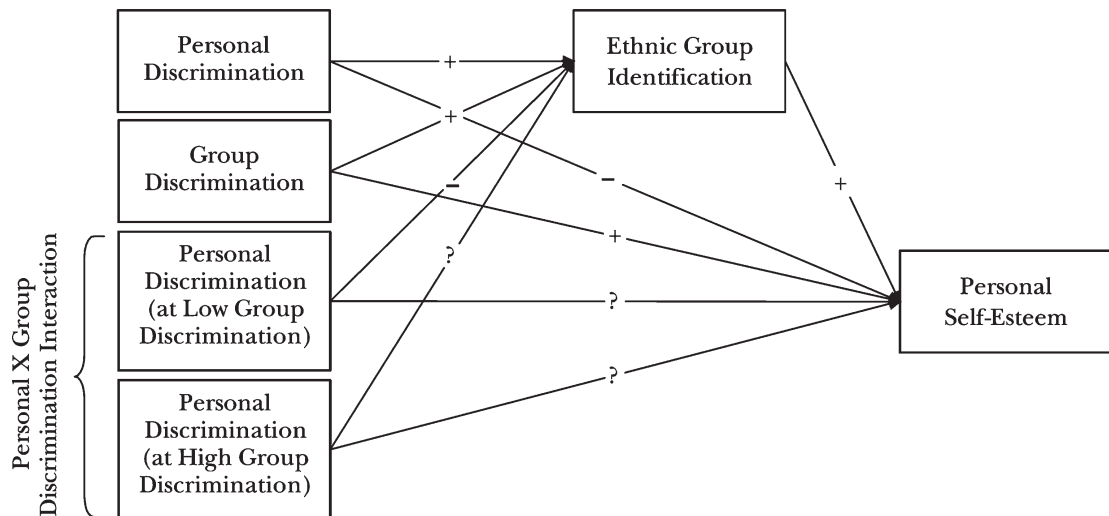 Personal
Discrimination
Group
Discrimination
Personal X Group
Discrimination Interaction
Personal
Discrimination
(at Low Group
Discrimination)
Personal
Discrimination
(at High Group
Discrimination)
+
+
–
?
–
+
?
?
Ethnic Group
Identification
+
Personal
Self-Esteem